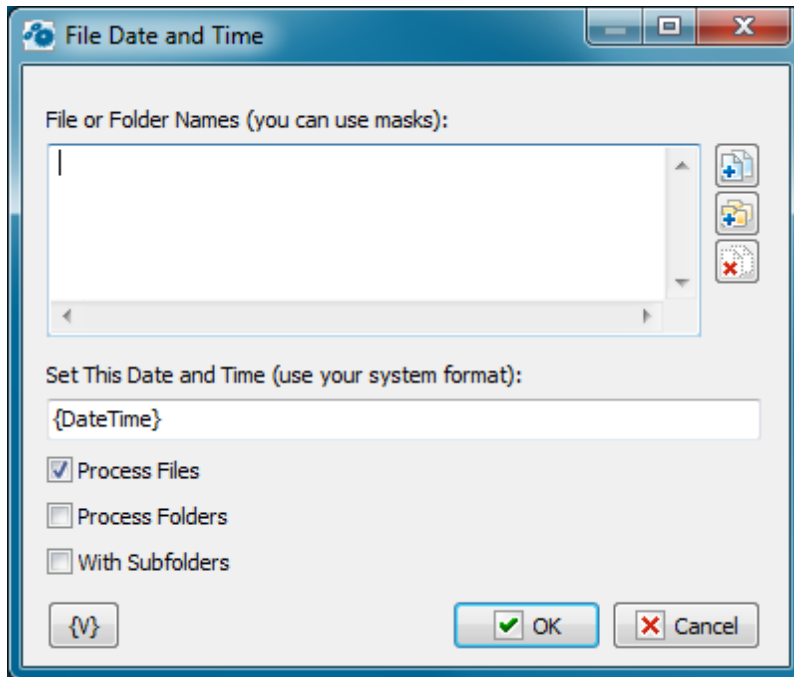 File Date and Time
File or Folder Names (you can use masks):
Set This Date and Time (use your system format):
{DateTime}
Process Files
Process Folders
With Subfolders
{V} OK Cancel